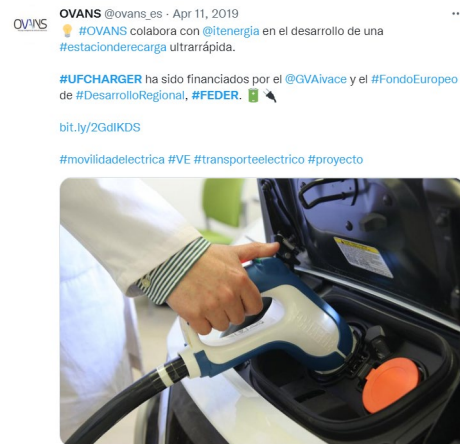 OVANS @ovans_es · Apr 11, 2019
OVANS
#OVANS colabora con @itenergia en el desarrollo de una
#estacionderecarga ultrarrápida.
#UFCHARGER ha sido financiados por el @GVAivace y el #FondoEuropeo
de #DesarrolloRegional, #FEDER.
bit.ly/2GdIKDS
#movilidadelectrica #VE #transporteelectrico #proyecto